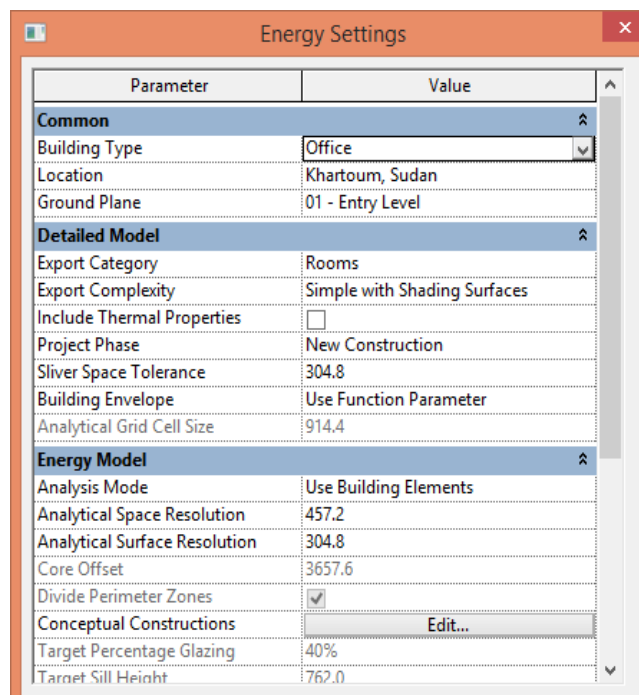 Energy Settings
Parameter Value
Common
Building Type Office
Location Khartoum, Sudan
Ground Plane 01 - Entry Level
Detailed Model
Export Category Rooms
Export Complexity Simple with Shading Surfaces
Include Thermal Properties
Project Phase New Construction
Sliver Space Tolerance 304.8
Building Envelope Use Function Parameter
Analytical Grid Cell Size 914.4
Energy Model
Analysis Mode Use Building Elements
Analytical Space Resolution 457.2
Analytical Surface Resolution 304.8
Core Offset 3657.6
Divide Perimeter Zones
Conceptual Constructions Edit...
Target Percentage Glazing 40%
Target Sill Height 762.0